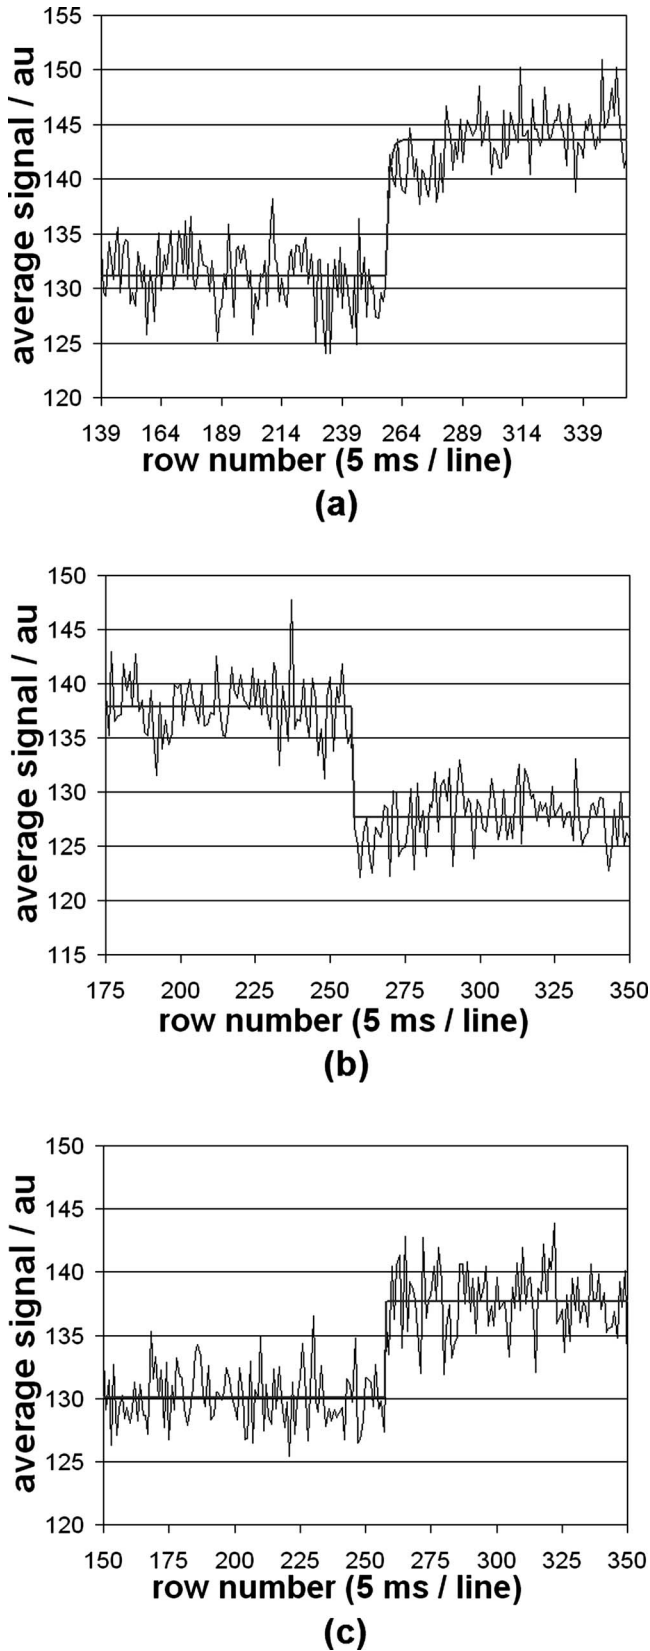 155
150
145
140
135
130
125
120
average signal / au
139 164 189 214 239 264 289 314 339
row number (5 ms / line)
(a)
150
145
140
135
130
125
120
115
average signal / au
175 200 225 250 275 300 325 350
row number (5 ms / line)
(b)
150
145
140
135
130
125
120
average signal / au
150 175 200 225 250 275 300 325 350
row number (5 ms / line)
(c)